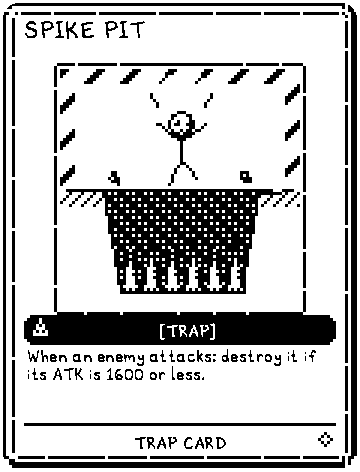 SPIKE PIT
[TRAP]
When an enemy attacks: destroy it if
its ATK is 1600 or less.
TRAP CARD